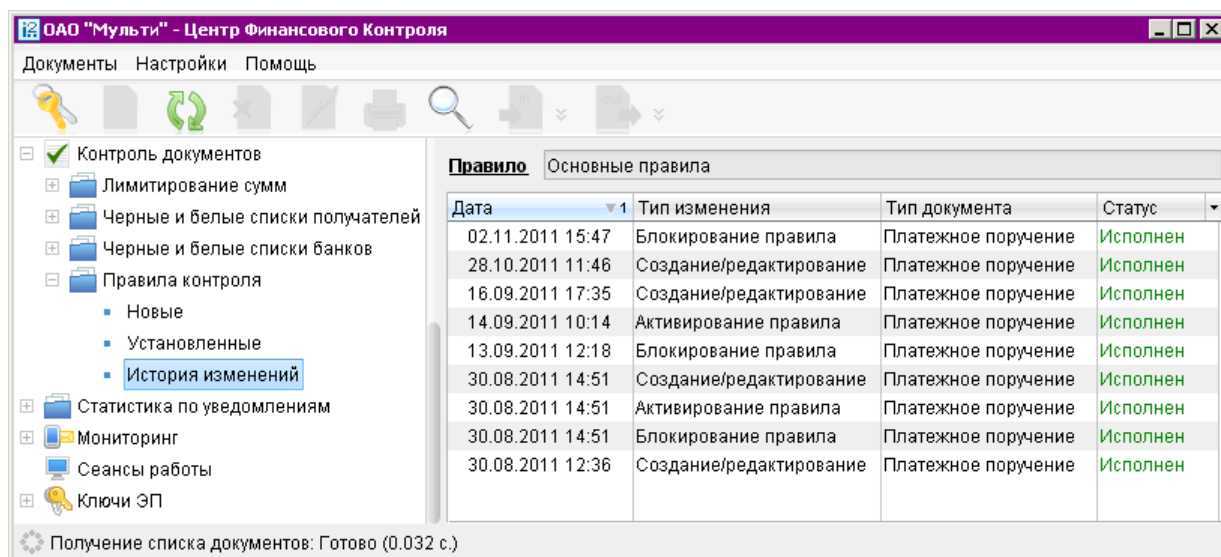 ОАО "Мульти" - Центр Финансового Контроля
Документы Настройки Помощь
in out
Контроль документов
Лимитирование сумм
Черные и белые списки получателей
Черные и белые списки банков
Правила контроля
Новые
Установленные
История изменений
Статистика по уведомлениям
Мониторинг
Сеансы работы
Ключи ЭП
Правило Основные правила
Дата 1 Тип изменения Тип документа Статус
02.11.2011 15:47 Блокирование правила Платежное поручение Исполнен
28.10.2011 11:46 Создание/редактирование Платежное поручение Исполнен
16.09.2011 17:35 Создание/редактирование Платежное поручение Исполнен
14.09.2011 10:14 Активирование правила Платежное поручение Исполнен
13.09.2011 12:18 Блокирование правила Платежное поручение Исполнен
30.08.2011 14:51 Создание/редактирование Платежное поручение Исполнен
30.08.2011 14:51 Активирование правила Платежное поручение Исполнен
30.08.2011 14:51 Блокирование правила Платежное поручение Исполнен
30.08.2011 12:36 Создание/редактирование Платежное поручение Исполнен
Получение списка документов: Готово (0.032 с.)